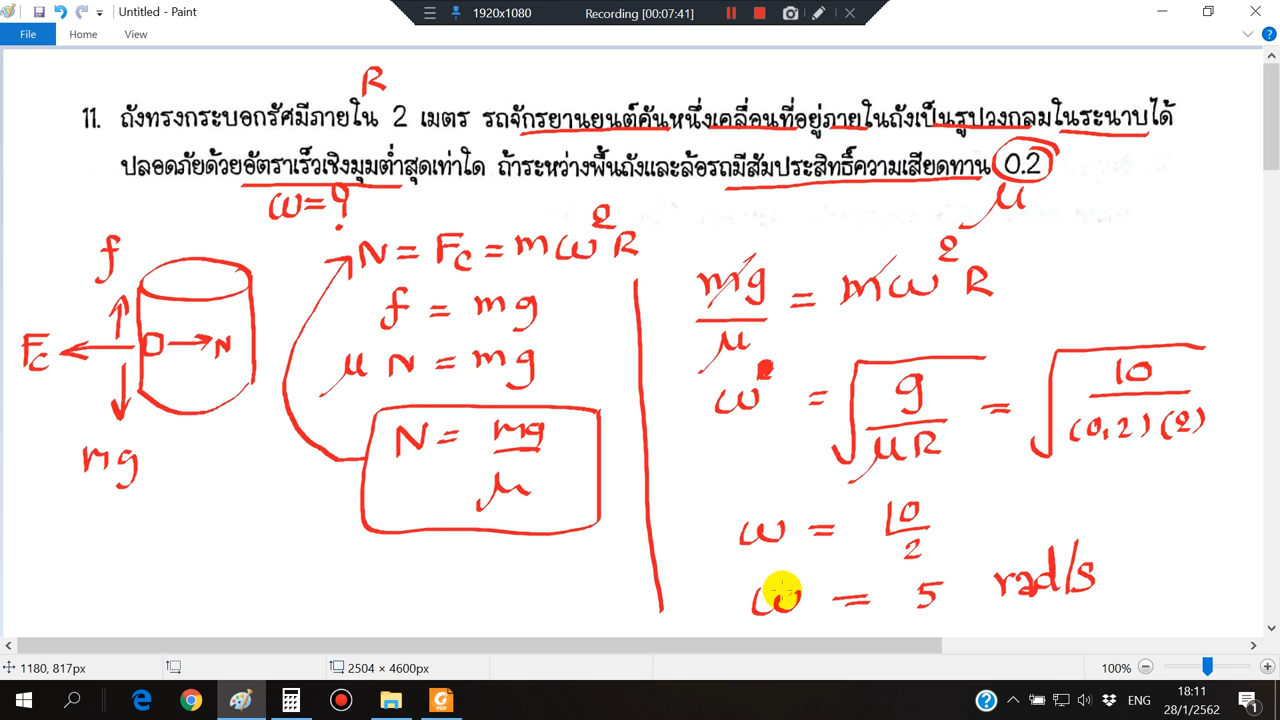 Untitled - Paint
1920x1080
Recording [00:07:41]
File Home View
R
11. ถังทรงกระบอกรัศมีภายใน 2 เมตร รถจักรยานยนต์คันหนึ่งเคลื่อนที่อยู่ภายในถังเป็นรูปวงกลมในระนาบได้
ปลอดภัยด้วยอัตราเร็วเชิงมุมต่ำสุดเท่าใด ถ้าระหว่างพื้นถังและล้อรถมีสัมประสิทธิ์ความเสียดทาน 0.2
ω = ?
μ
f
Fc
N
mg
N = Fc = mω²R
f = mg
μN = mg
N = mg/μ
mg/μ = mω²R
ω = √(g/μR) = √(10/(0.2)(2))
ω = 10/2
ω = 5 rad/s
1180, 817px
2504 × 4600px
100%
ENG
18:11
28/1/2562
1